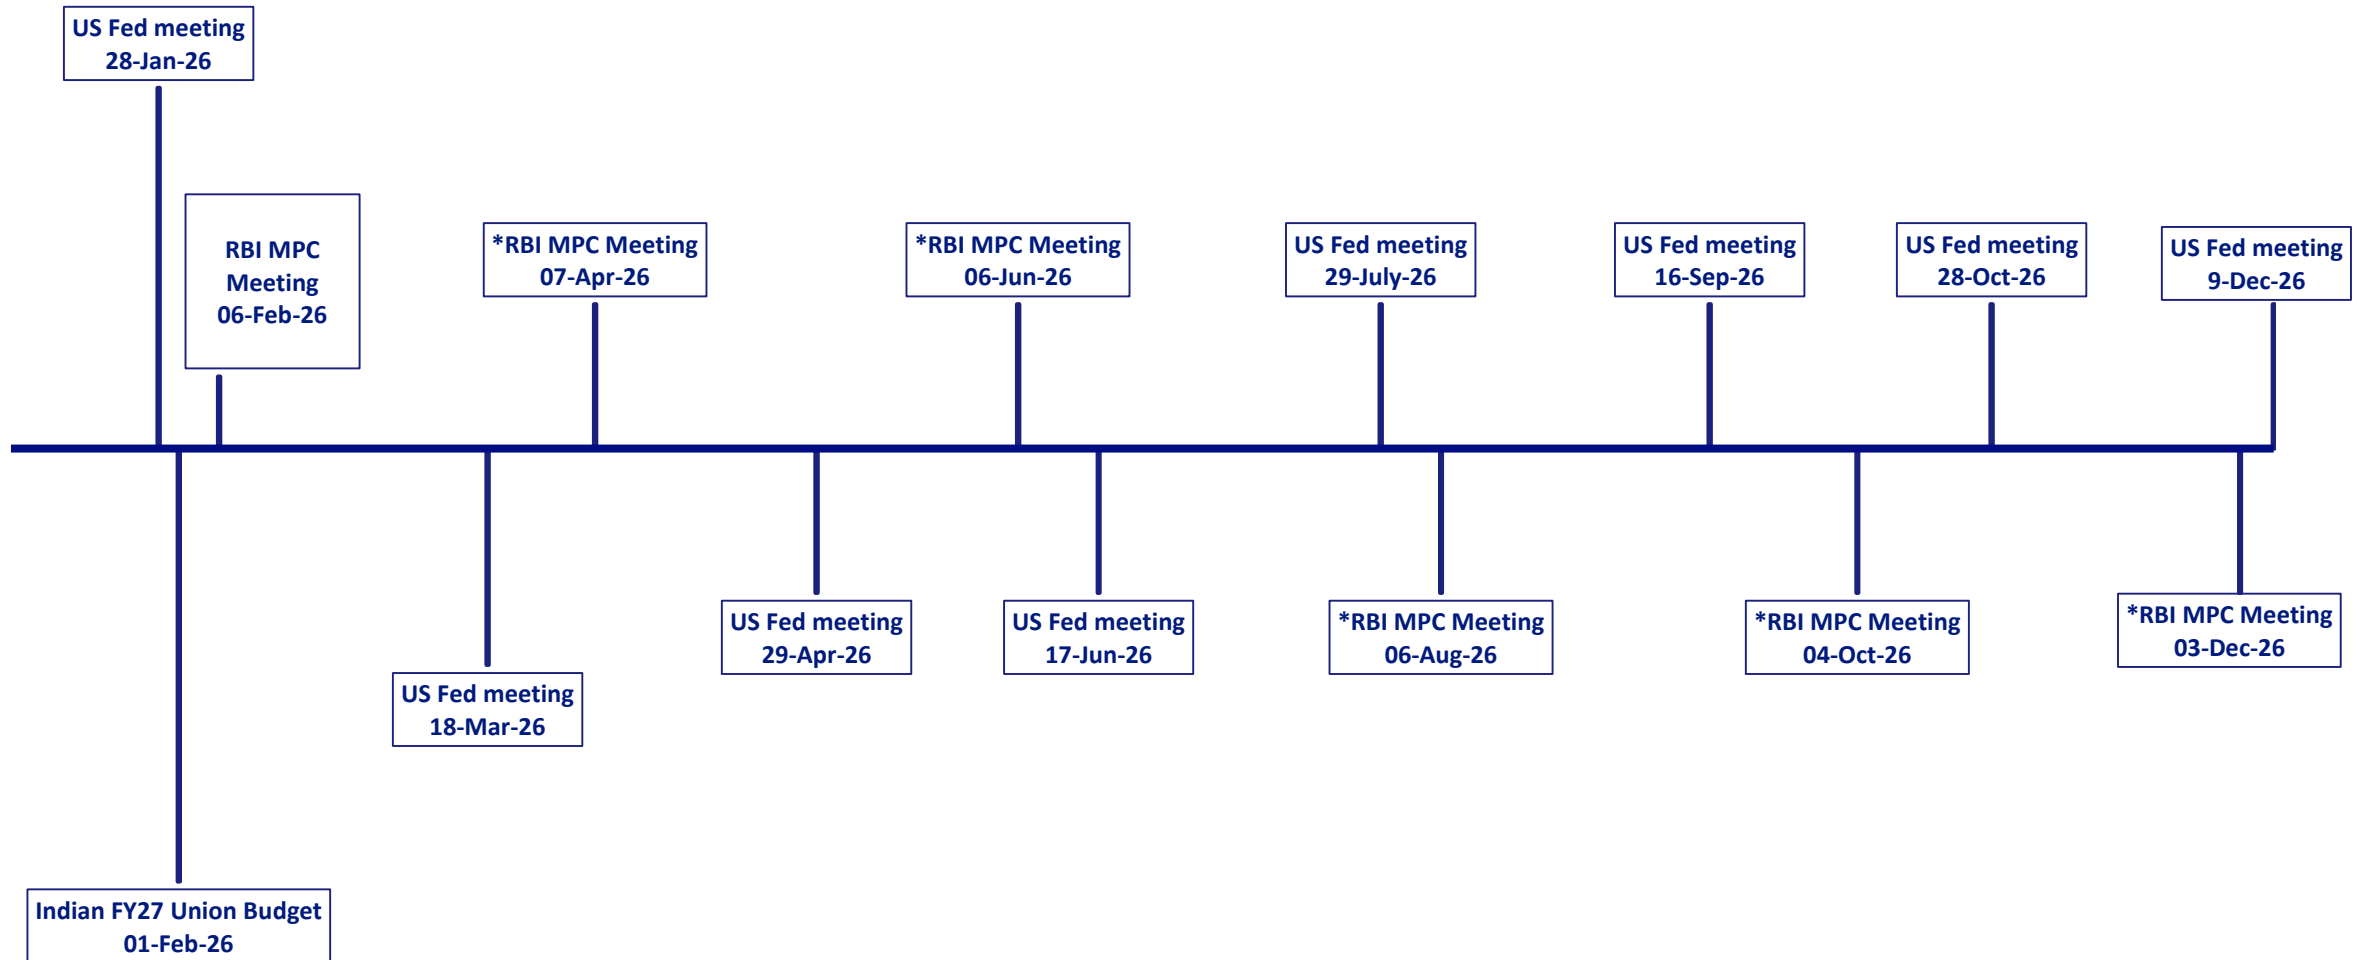 US Fed meeting
28-Jan-26
RBI MPC
Meeting
06-Feb-26
*RBI MPC Meeting
07-Apr-26
*RBI MPC Meeting
06-Jun-26
US Fed meeting
29-July-26
US Fed meeting
16-Sep-26
US Fed meeting
28-Oct-26
US Fed meeting
9-Dec-26
US Fed meeting
18-Mar-26
US Fed meeting
29-Apr-26
US Fed meeting
17-Jun-26
*RBI MPC Meeting
06-Aug-26
*RBI MPC Meeting
04-Oct-26
*RBI MPC Meeting
03-Dec-26
Indian FY27 Union Budget
01-Feb-26